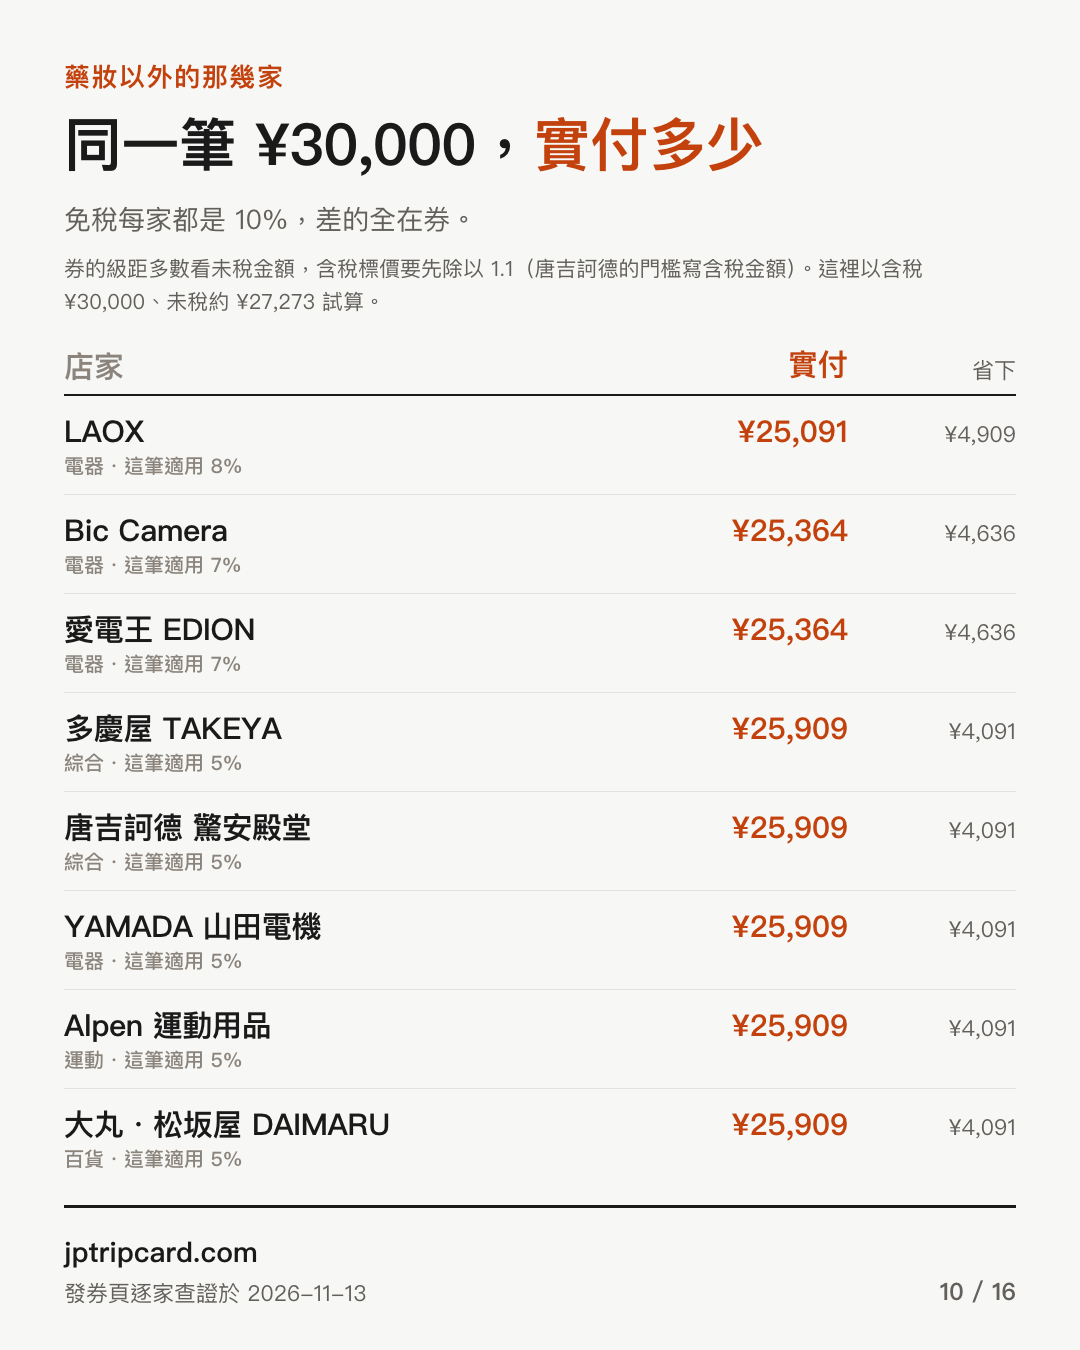 藥妝以外的那幾家
同一筆 ¥30,000，實付多少
免稅每家都是 10%，差的全在券。
券的級距多數看未稅金額，含稅標價要先除以 1.1（唐吉訶德的門檻寫含稅金額）。這裡以含稅
¥30,000、未稅約 ¥27,273 試算。
店家 實付 省下
LAOX ¥25,091 ¥4,909
電器 · 這筆適用 8%
Bic Camera ¥25,364 ¥4,636
電器 · 這筆適用 7%
愛電王 EDION ¥25,364 ¥4,636
電器 · 這筆適用 7%
多慶屋 TAKEYA ¥25,909 ¥4,091
綜合 · 這筆適用 5%
唐吉訶德 驚安殿堂 ¥25,909 ¥4,091
綜合 · 這筆適用 5%
YAMADA 山田電機 ¥25,909 ¥4,091
電器 · 這筆適用 5%
Alpen 運動用品 ¥25,909 ¥4,091
運動 · 這筆適用 5%
大丸 · 松坂屋 DAIMARU ¥25,909 ¥4,091
百貨 · 這筆適用 5%
jptripcard.com
發券頁逐家查證於 2026–11–13 10 / 16